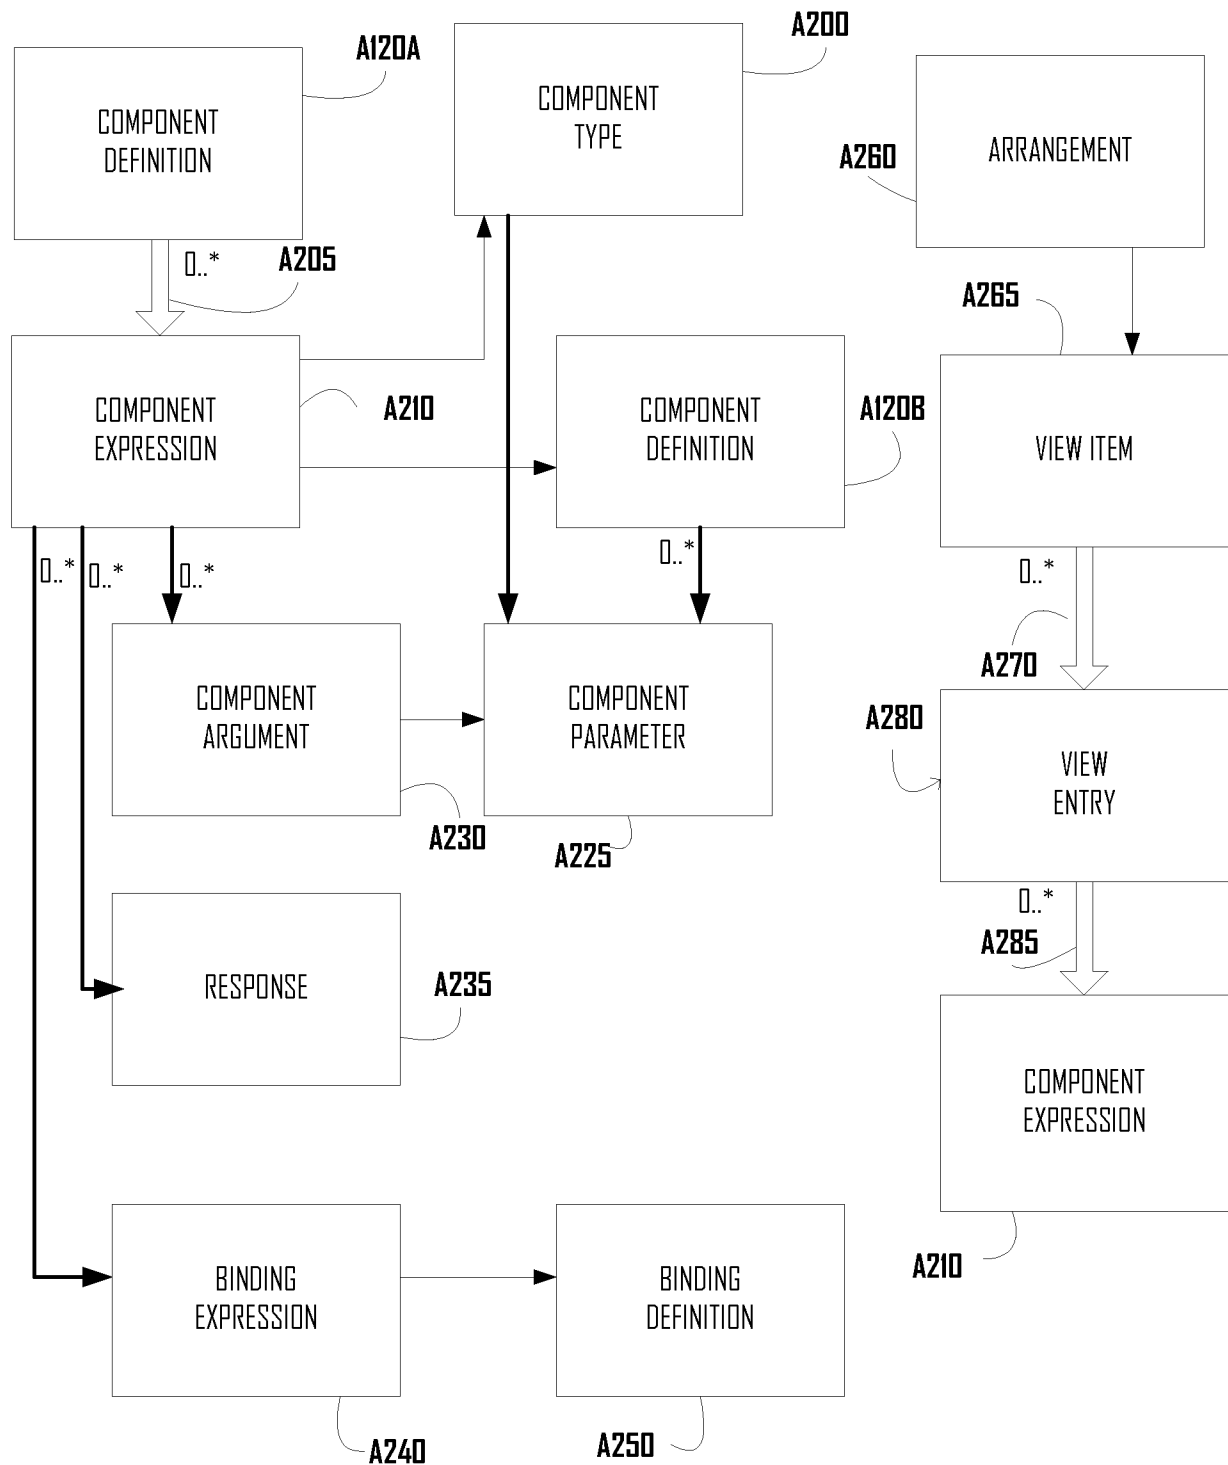 A120A
COMPONENT
DEFINITION
A200
COMPONENT
TYPE
A260
ARRANGEMENT
0..*
A205
A265
COMPONENT
EXPRESSION
A210
COMPONENT
DEFINITION
A120B
VIEW ITEM
0..*
0..*
0..*
0..*
0..*
A270
COMPONENT
ARGUMENT
A230
COMPONENT
PARAMETER
A225
A280
VIEW
ENTRY
0..*
A285
RESPONSE
A235
COMPONENT
EXPRESSION
A210
BINDING
EXPRESSION
A240
BINDING
DEFINITION
A250